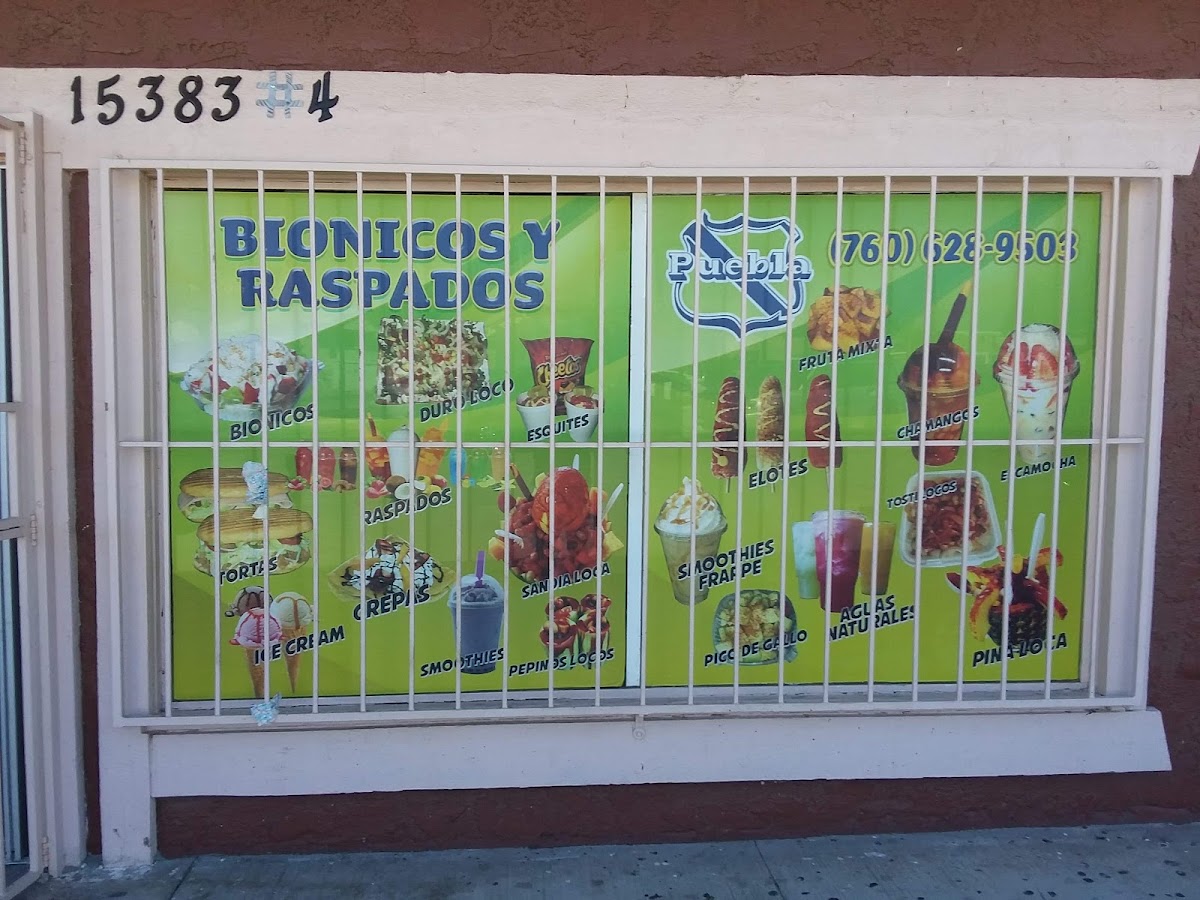 15383 #4
BIONICOS Y
RASPADOS
Puebla
(760) 628-9503
BIONICOS
DURO LOCO
Cheetos
ESQUITES
FRUTA MIXTA
ELOTES
CHAMANGOS
ESCAMOCHA
RASPADOS
TORTAS
CREPAS
ICE CREAM
SMOOTHIES
SANDIA LOCA
PEPINOS LOCOS
SMOOTHIES
FRAPPE
PICO DE GALLO
AGUAS
NATURALES
TOSTILOCOS
PIÑA LOCA